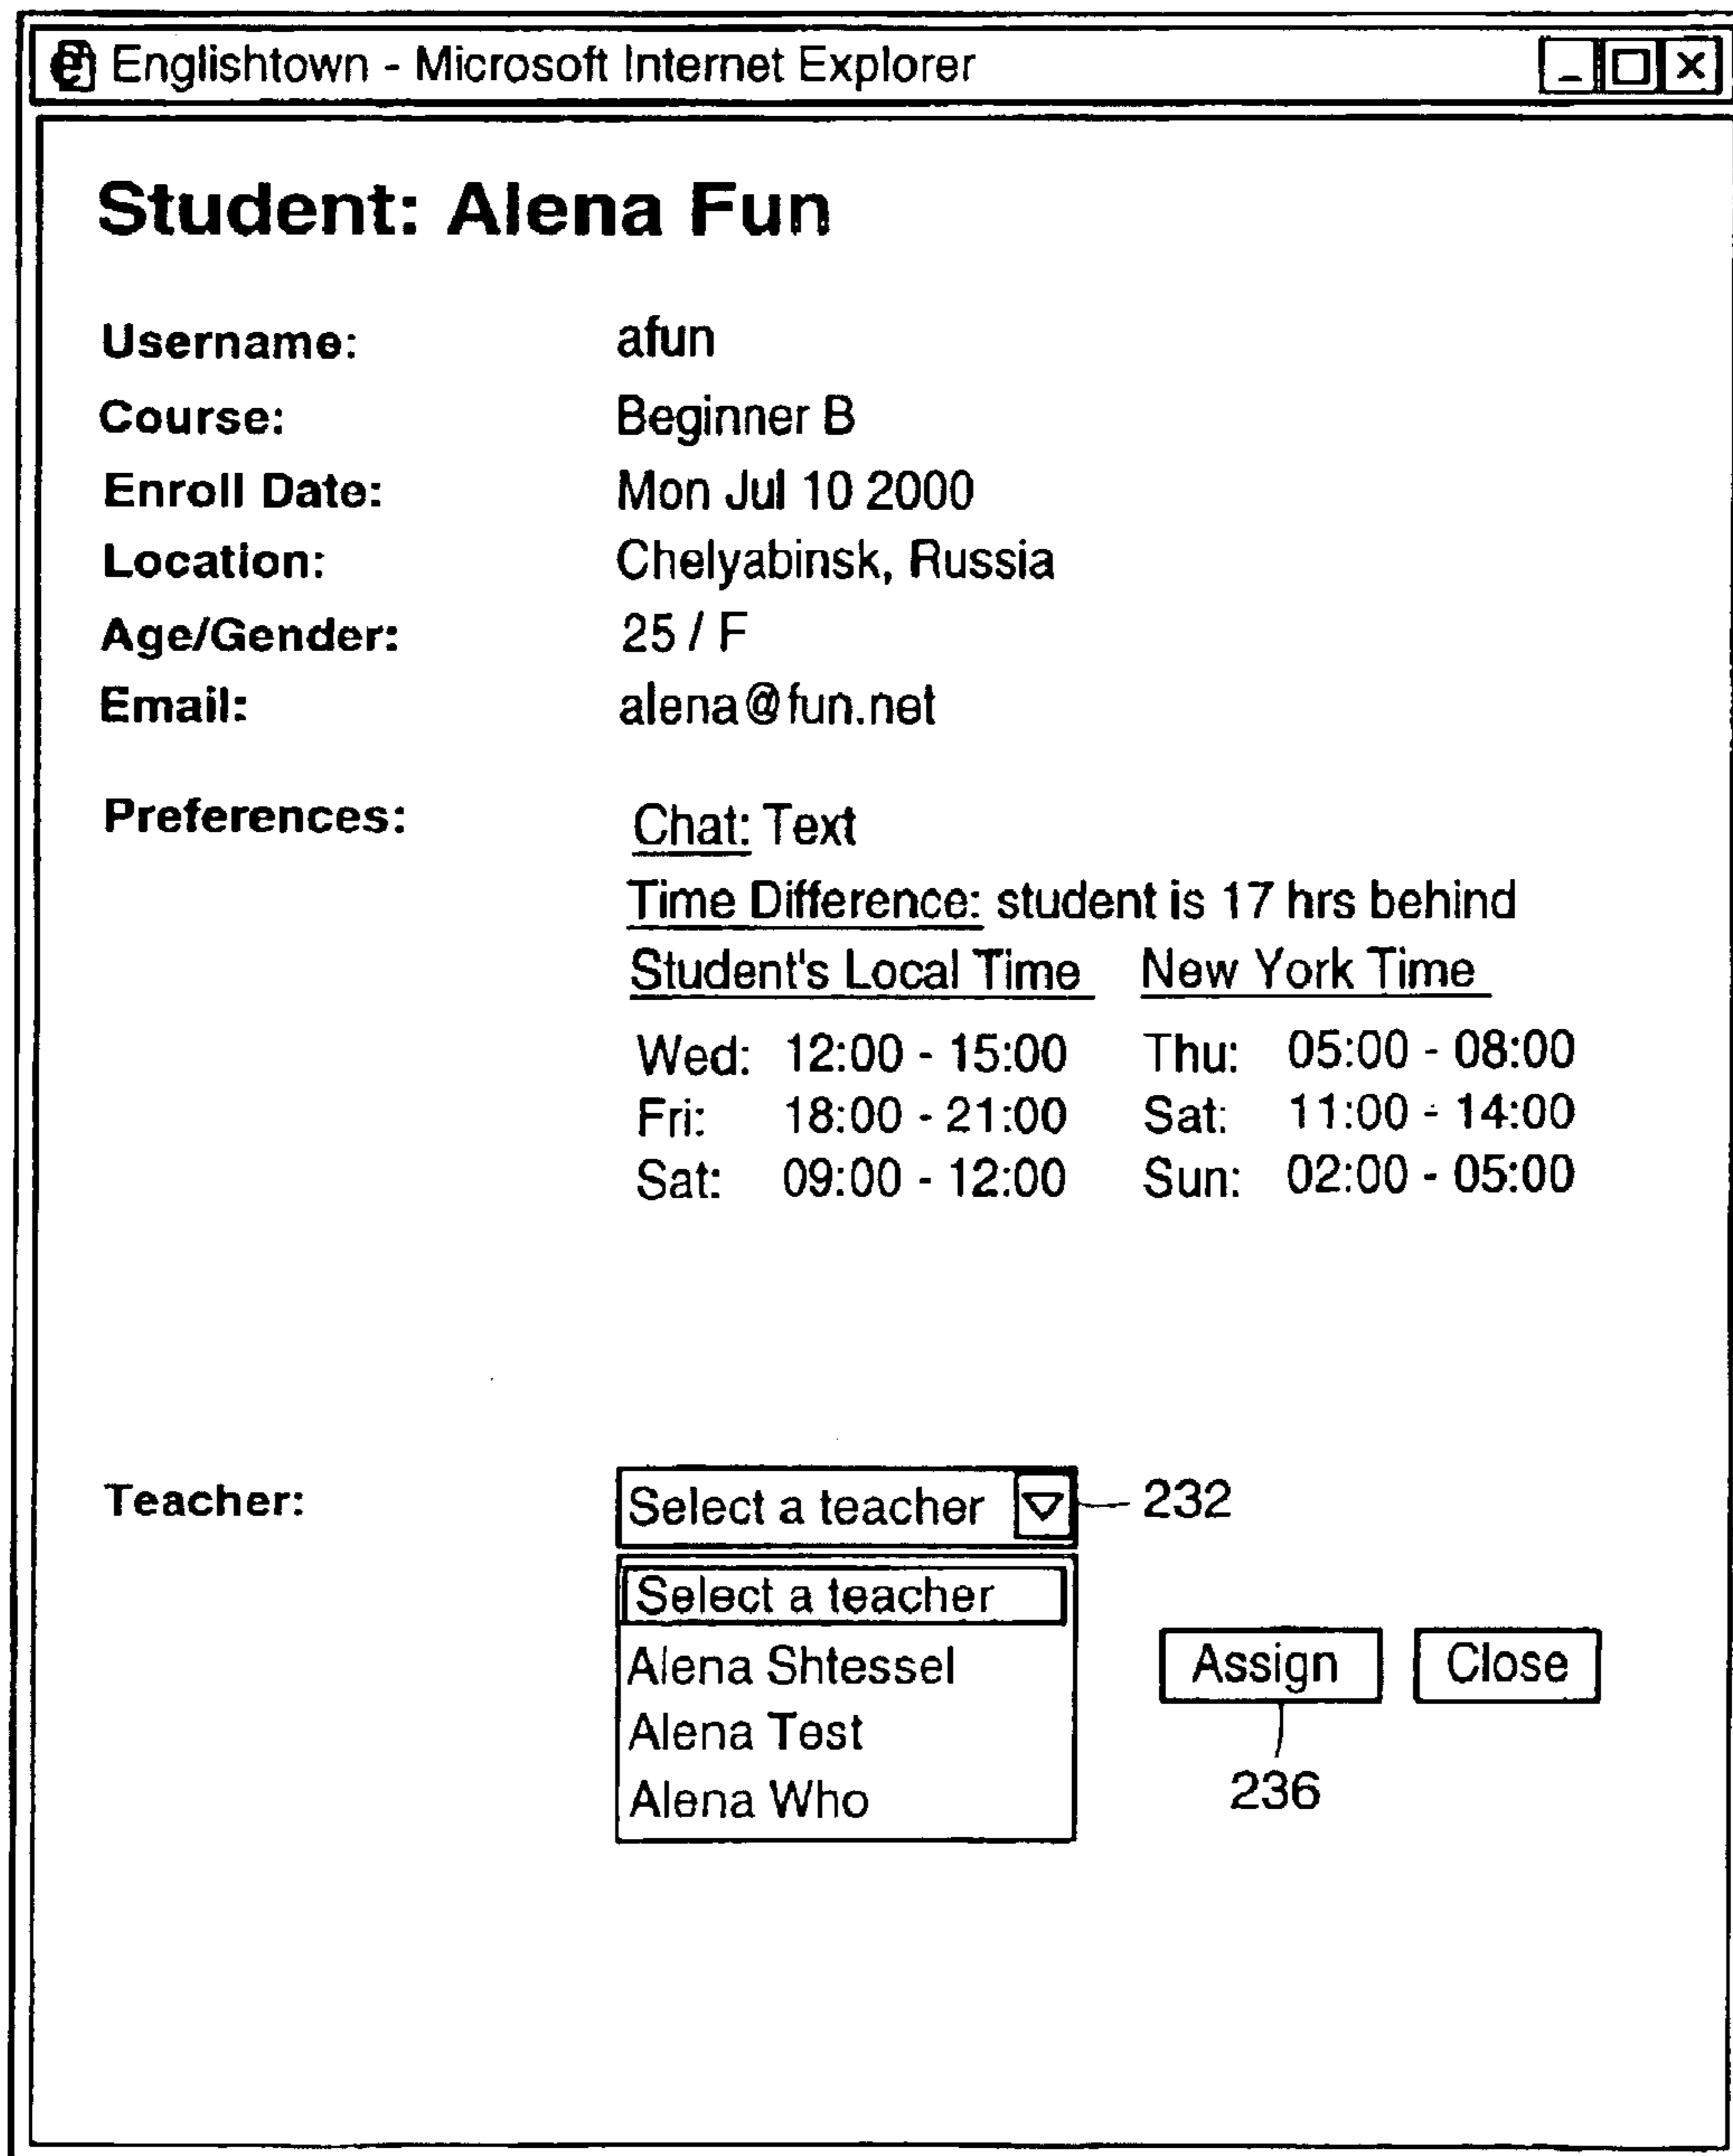 Englishtown - Microsoft Internet Explorer
Student: Alena Fun
Username: afun
Course: Beginner B
Enroll Date: Mon Jul 10 2000
Location: Chelyabinsk, Russia
Age/Gender: 25 / F
Email: alena@fun.net
Preferences: Chat: Text
Time Difference: student is 17 hrs behind
Student's Local Time New York Time
Wed: 12:00 - 15:00 Thu: 05:00 - 08:00
Fri: 18:00 - 21:00 Sat: 11:00 - 14:00
Sat: 09:00 - 12:00 Sun: 02:00 - 05:00
Teacher: Select a teacher 232
Select a teacher
Alena Shtessel Assign Close
Alena Test
Alena Who 236